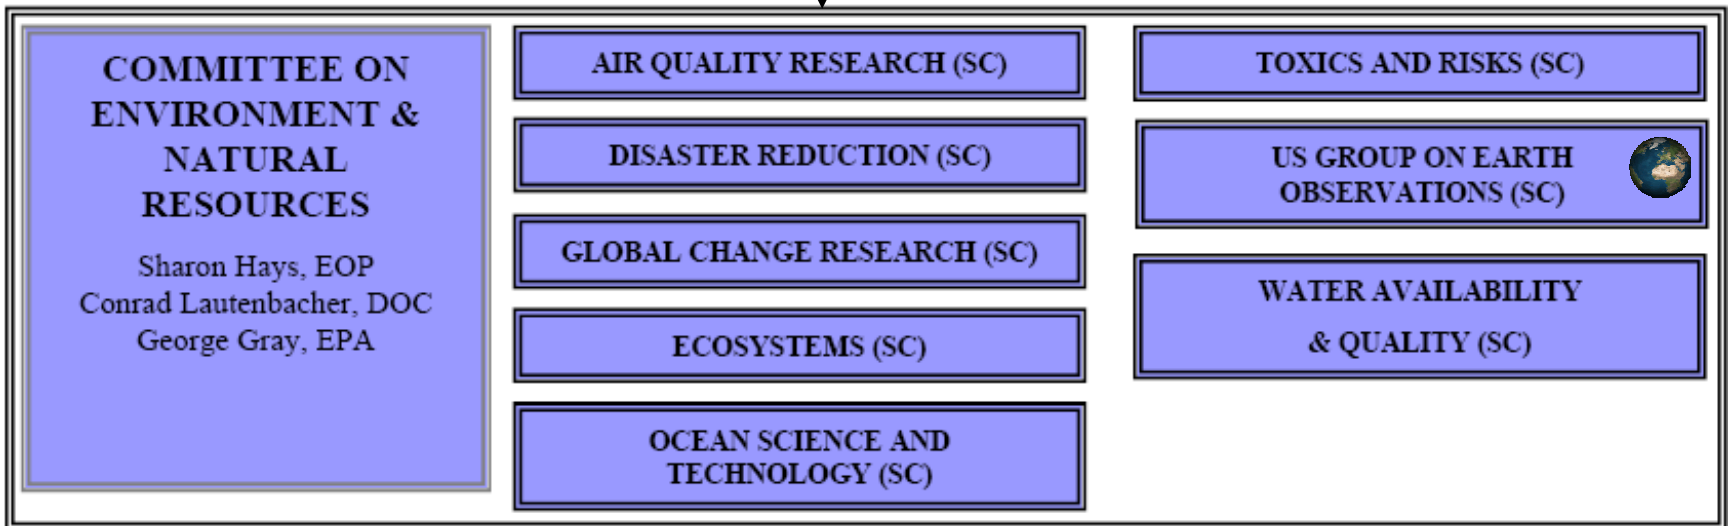 COMMITTEE ON
ENVIRONMENT &
NATURAL
RESOURCES
Sharon Hays, EOP
Conrad Lautenbacher, DOC
George Gray, EPA
AIR QUALITY RESEARCH (SC)
DISASTER REDUCTION (SC)
GLOBAL CHANGE RESEARCH (SC)
ECOSYSTEMS (SC)
OCEAN SCIENCE AND
TECHNOLOGY (SC)
TOXICS AND RISKS (SC)
US GROUP ON EARTH
OBSERVATIONS (SC)
WATER AVAILABILITY
& QUALITY (SC)